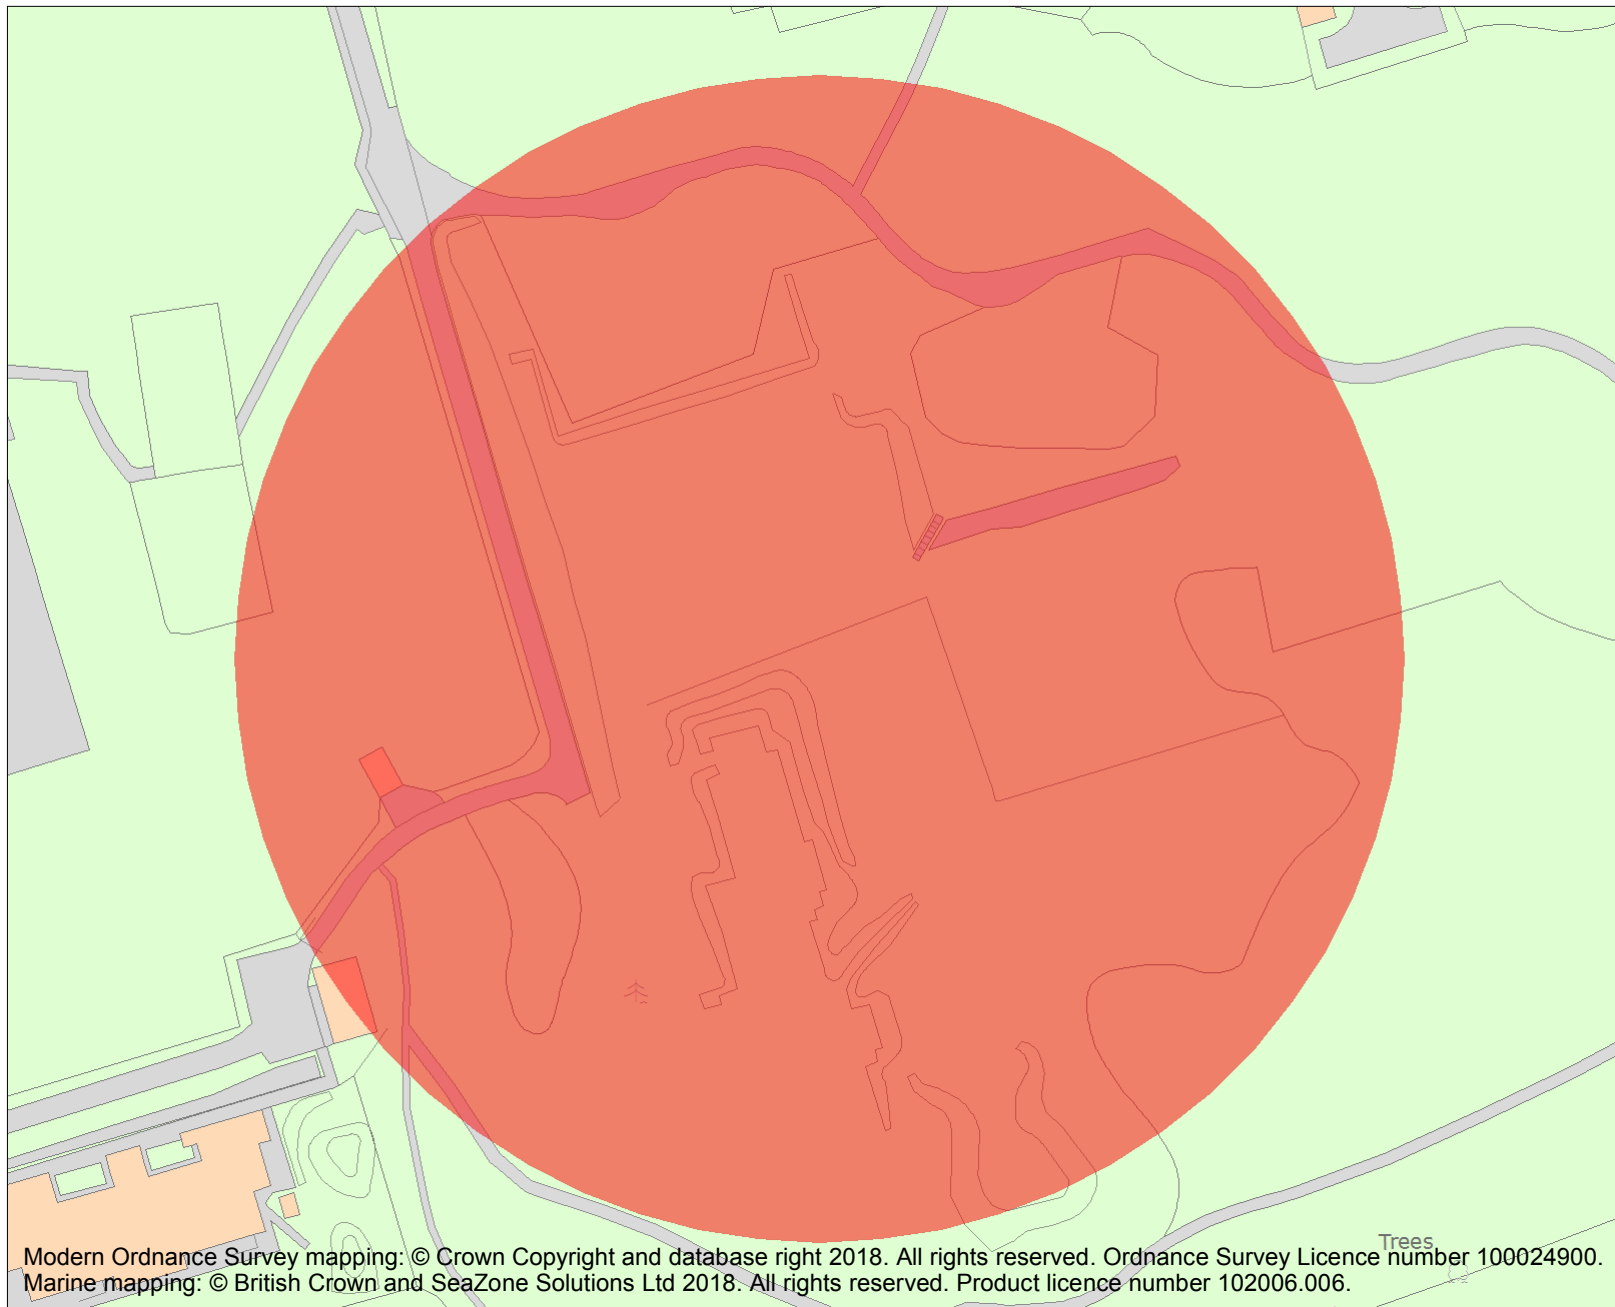 Trees
Modern Ordnance Survey mapping: © Crown Copyright and database right 2018. All rights reserved. Ordnance Survey Licence number 100024900.
Marine mapping: © British Crown and SeaZone Solutions Ltd 2018. All rights reserved. Product licence number 102006.006.